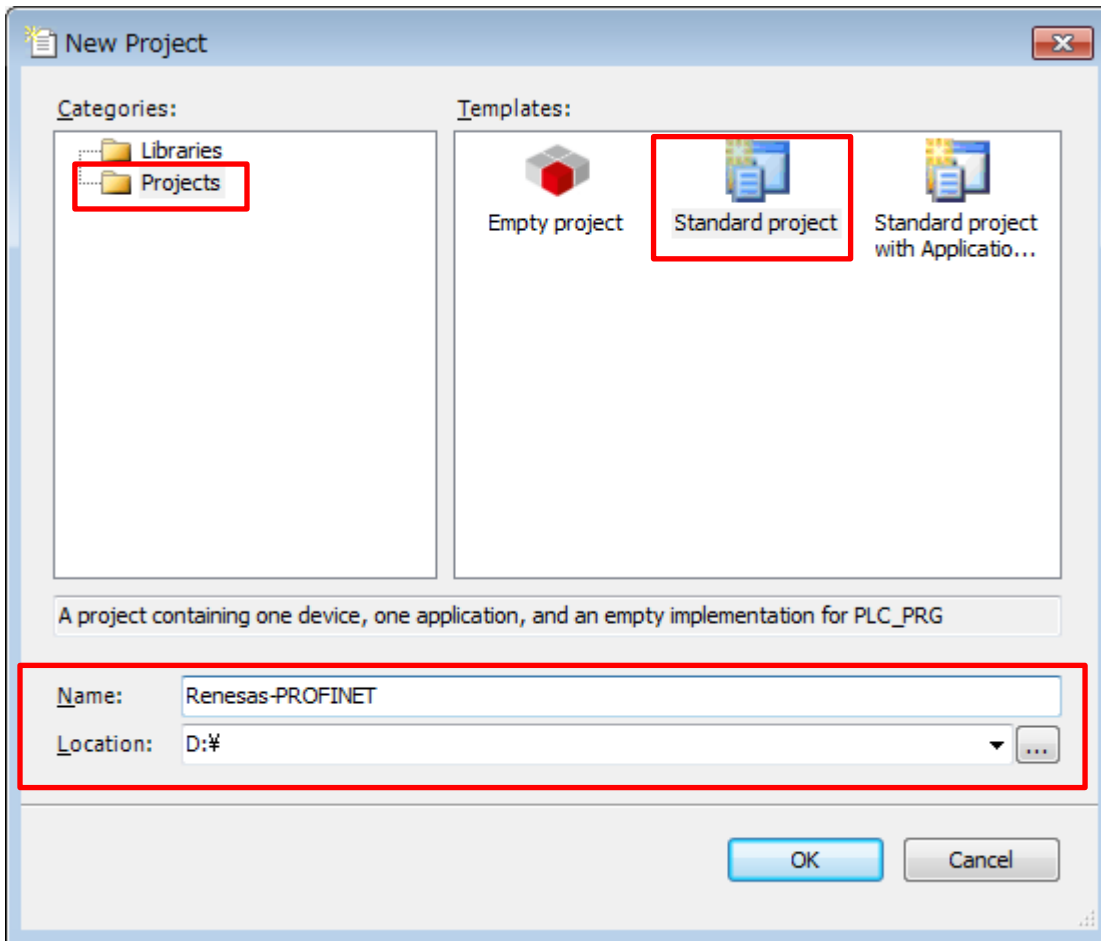 New Project
Categories:
Templates:
Libraries
Projects
Empty project
Standard project
Standard project
with Applicatio...
A project containing one device, one application, and an empty implementation for PLC_PRG
Name:
Renesas-PROFINET
Location:
D:¥
...
OK
Cancel